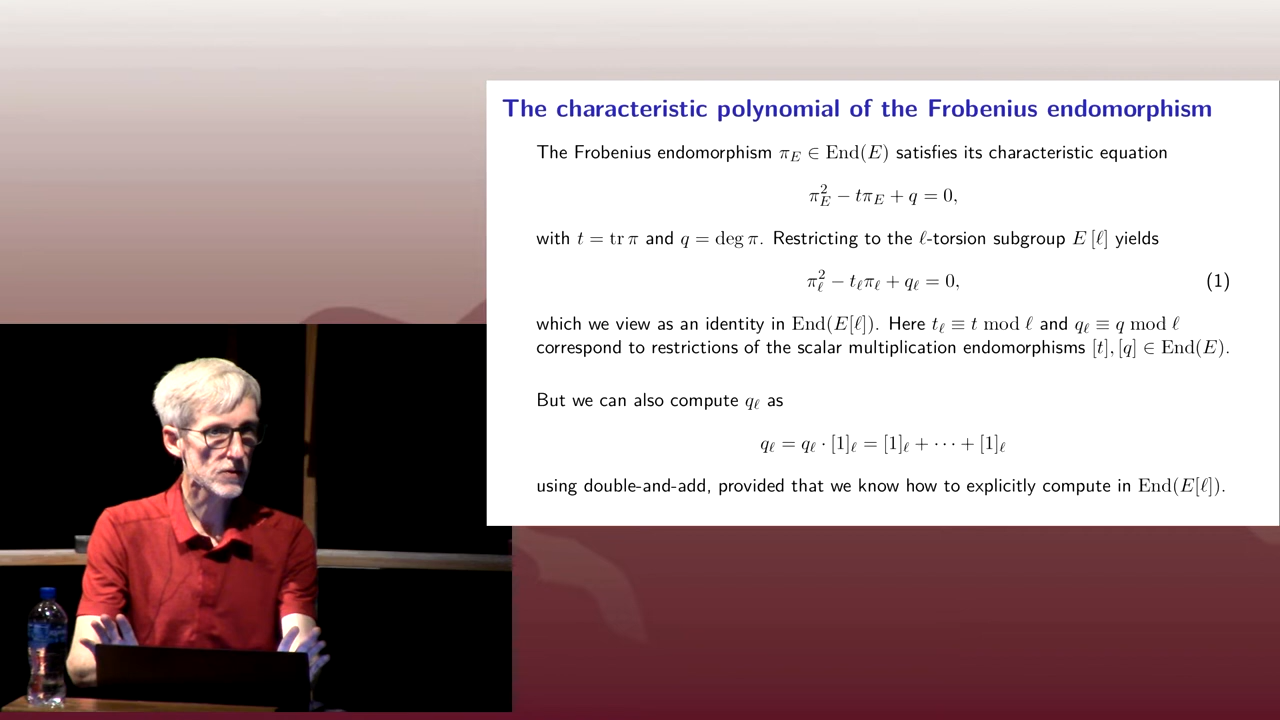 The characteristic polynomial of the Frobenius endomorphism
The Frobenius endomorphism π_E ∈ End(E) satisfies its characteristic equation
π_E^2 − tπ_E + q = 0,
with t = tr π and q = deg π. Restricting to the ℓ-torsion subgroup E [ℓ] yields
π_ℓ^2 − t_ℓπ_ℓ + q_ℓ = 0, (1)
which we view as an identity in End(E[ℓ]). Here t_ℓ ≡ t mod ℓ and q_ℓ ≡ q mod ℓ
correspond to restrictions of the scalar multiplication endomorphisms [t], [q] ∈ End(E).
But we can also compute q_ℓ as
q_ℓ = q_ℓ · [1]_ℓ = [1]_ℓ + · · · + [1]_ℓ
using double-and-add, provided that we know how to explicitly compute in End(E[ℓ]).